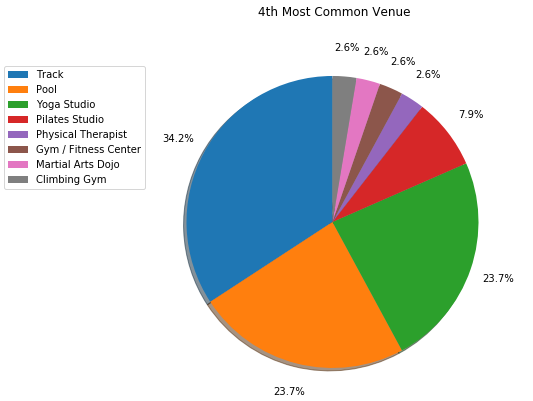 4th Most Common Venue
Track
Pool
Yoga Studio
Pilates Studio
Physical Therapist
Gym / Fitness Center
Martial Arts Dojo
Climbing Gym
2.6%
2.6%
2.6%
2.6%
7.9%
34.2%
23.7%
23.7%